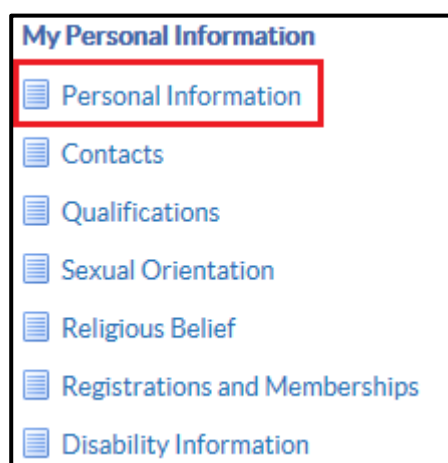 My Personal Information
Personal Information
Contacts
Qualifications
Sexual Orientation
Religious Belief
Registrations and Memberships
Disability Information